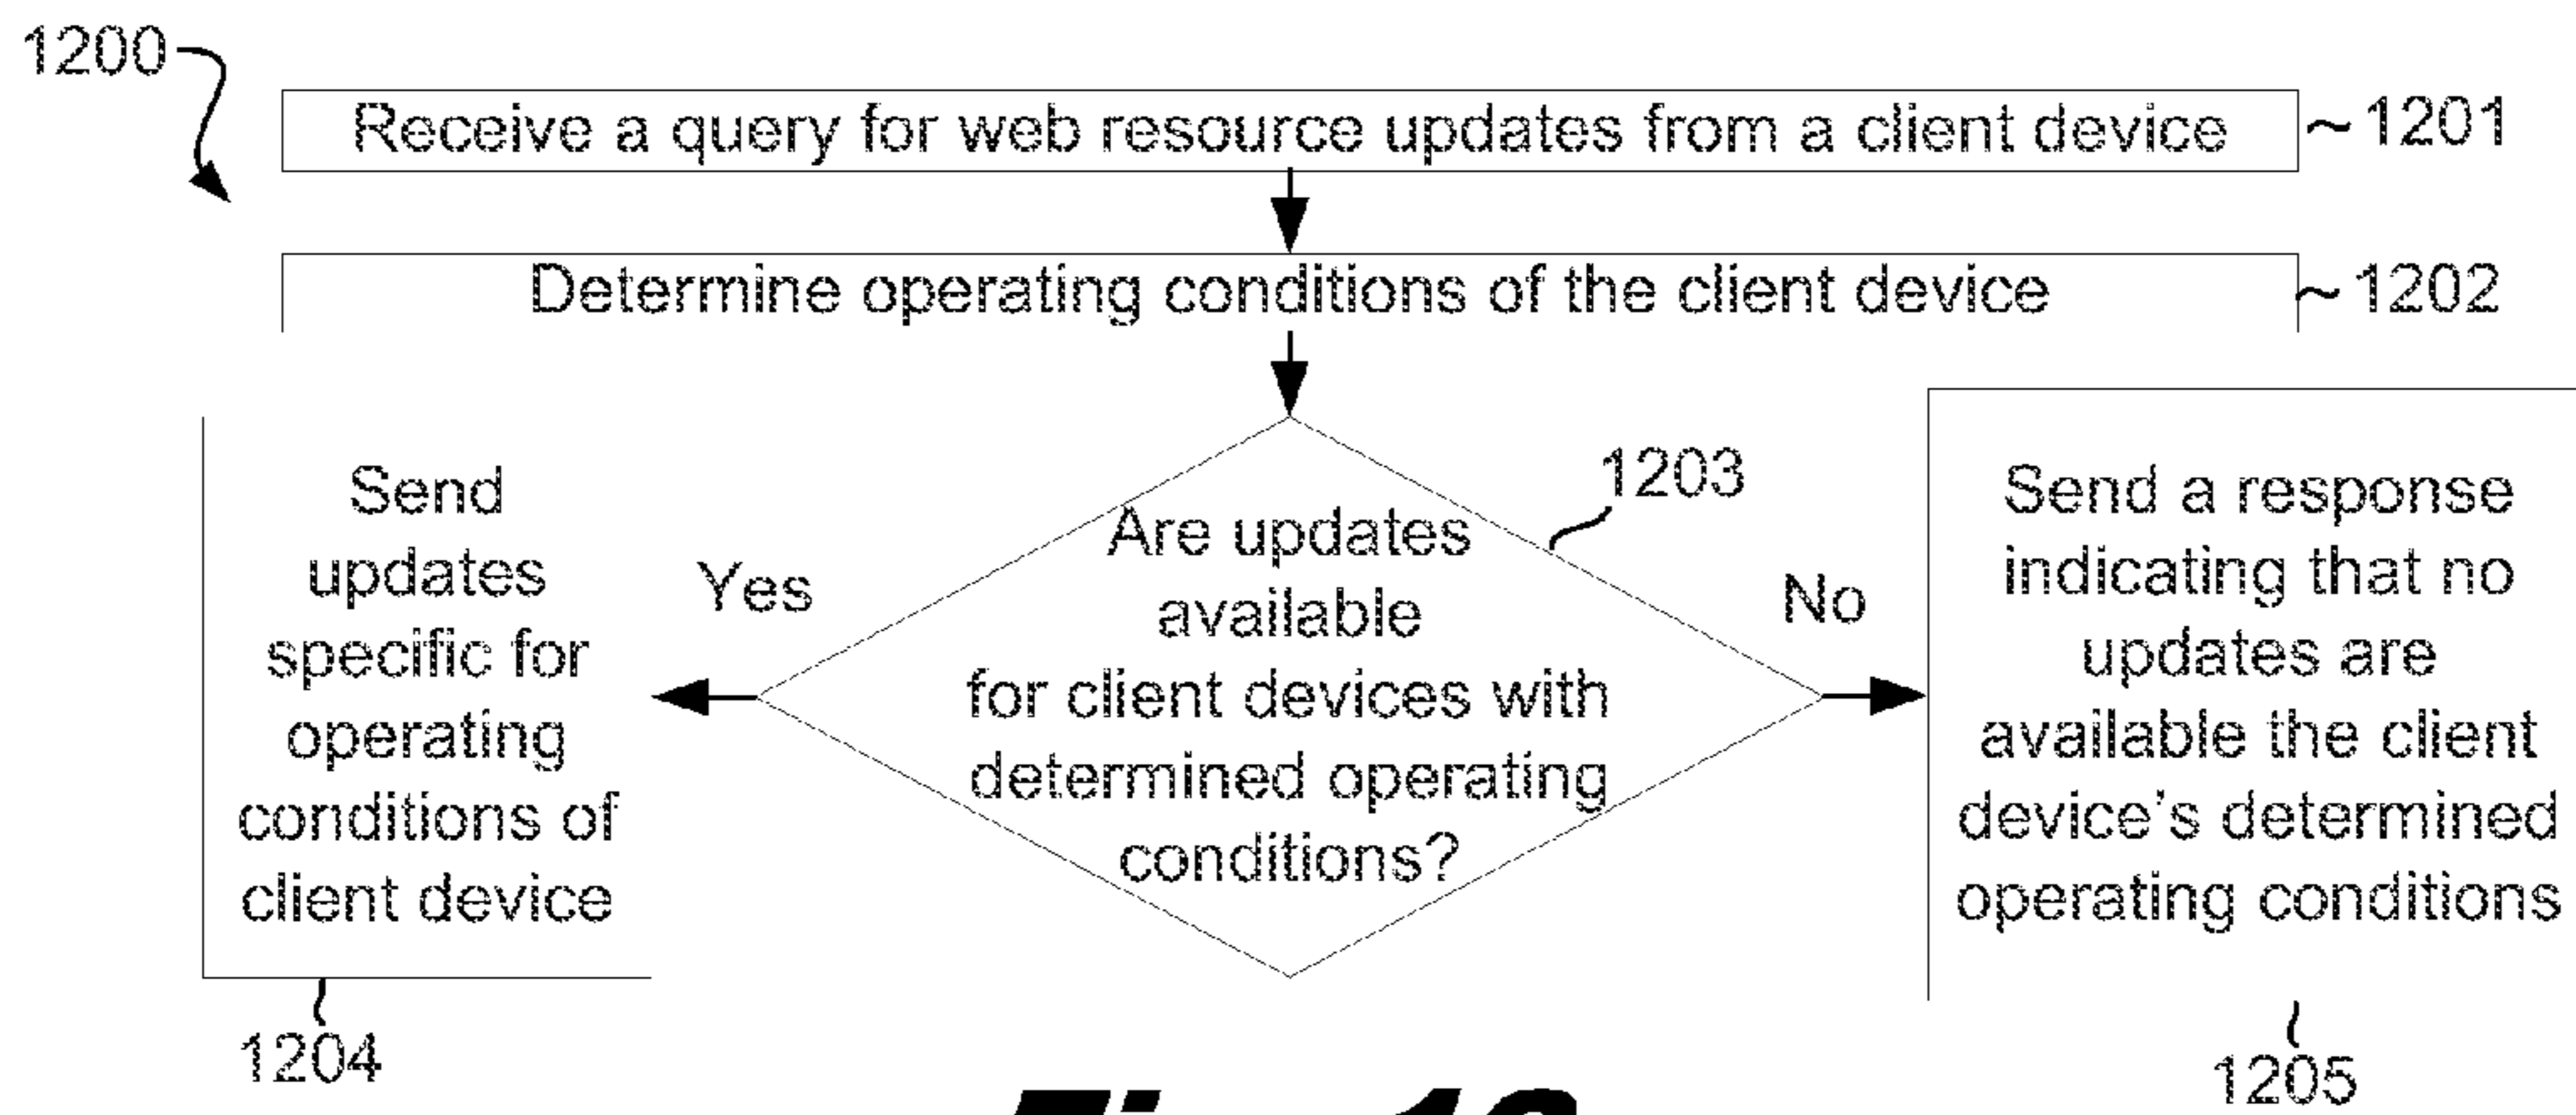 1200
Receive a query for web resource updates from a client device
~1201
Determine operating conditions of the client device
~1202
Send
updates
specific for
operating
conditions of
client device
1204
Yes
Are updates
available
for client devices with
determined operating
conditions?
1203
No
Send a response
indicating that no
updates are
available the client
device's determined
operating conditions
1205